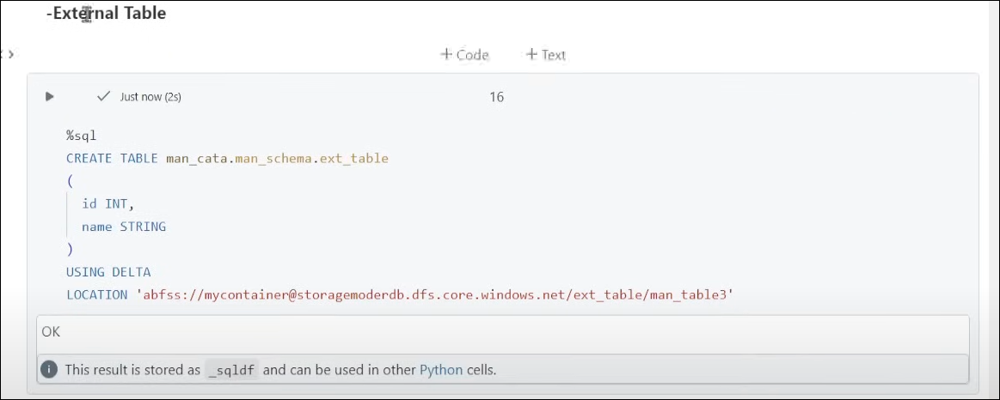 -External Table
+ Code + Text
Just now (2s) 16
%sql
CREATE TABLE man_cata.man_schema.ext_table
(
id INT,
name STRING
)
USING DELTA
LOCATION 'abfss://mycontainer@storagemoderdb.dfs.core.windows.net/ext_table/man_table3'
OK
This result is stored as _sqldf and can be used in other Python cells.